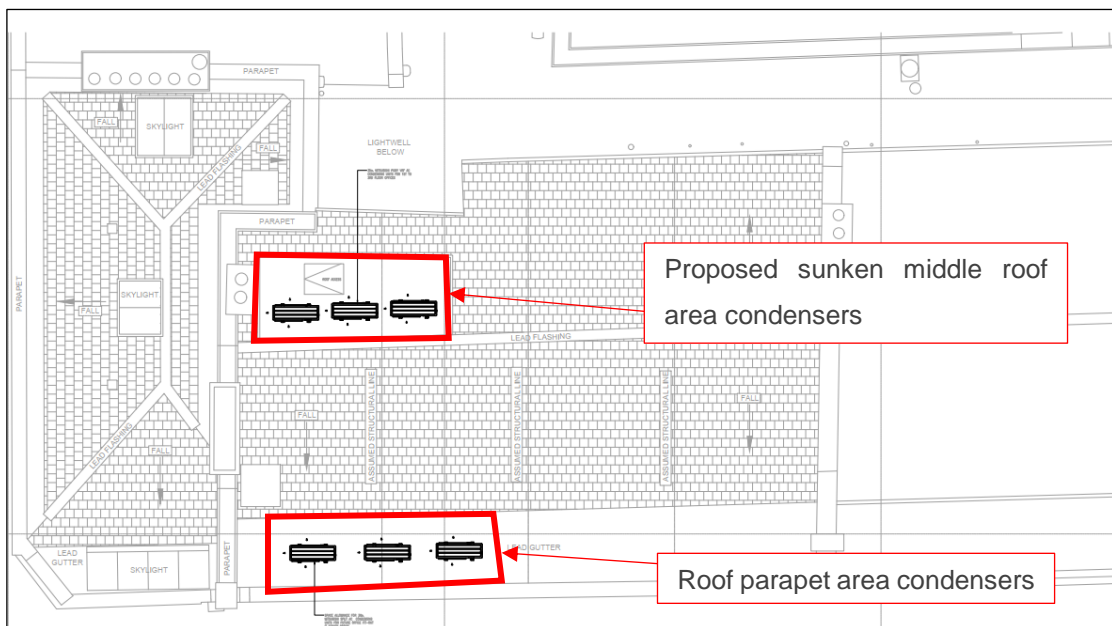 PARAPET
FALL
SKYLIGHT
FALL
LEAD FLASHING
LIGHTWELL
BELOW
PARAPET
Proposed sunken middle roof
area condensers
PARAPET
SKYLIGHT
FALL
LEAD FLASHING
ASSUMED STRUCTURAL LINE
ASSUMED STRUCTURAL LINE
ASSUMED STRUCTURAL LINE
FALL
FALL
LEAD FLASHING
FALL
LEAD
GUTTER
SKYLIGHT
PARAPET
LEAD GUTTER
Roof parapet area condensers